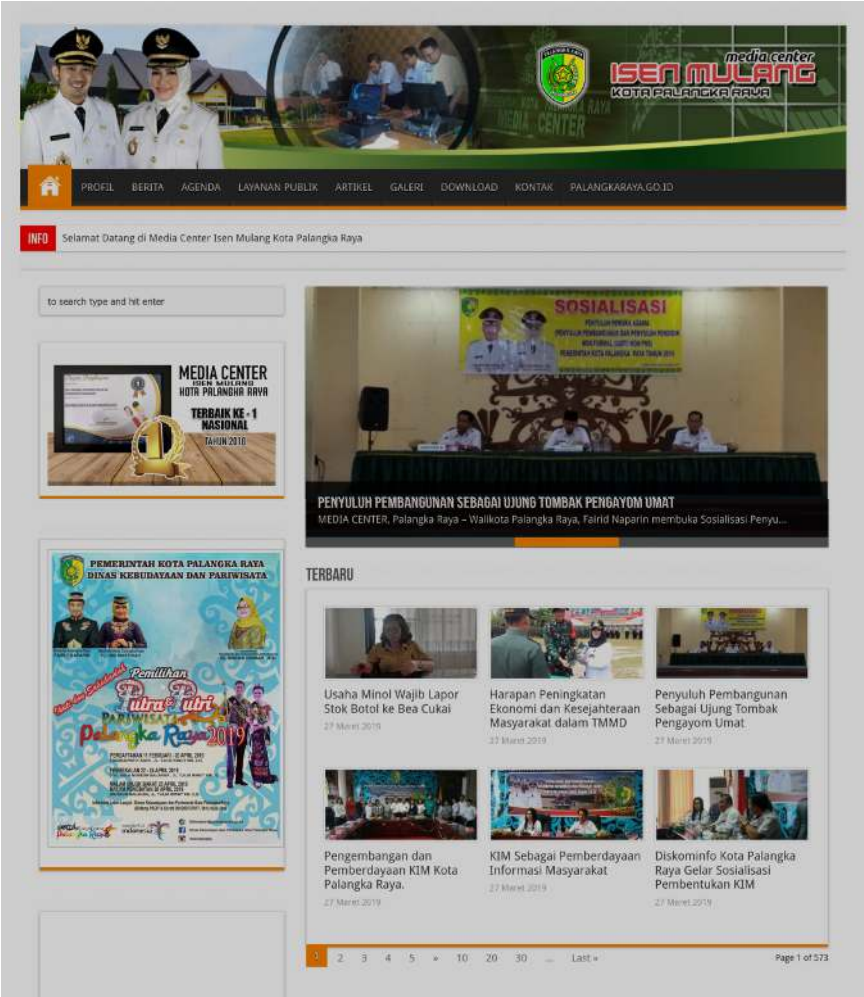 media center
ISEN MULANG
KOTA PALANGKA RAYA
MEDIA CENTER
PROFIL BERITA AGENDA LAYANAN PUBLIK ARTIKEL GALERI DOWNLOAD KONTAK PALANGKARAYA.GO.ID
INFO Selamat Datang di Media Center Isen Mulang Kota Palangka Raya
to search type and hit enter
MEDIA CENTER
ISEN MULANG
KOTA PALANGKA RAYA
TERBAIK KE - 1
NASIONAL
TAHUN 2018
SOSIALISASI
PENYULUH PEMBANGUNAN SEBAGAI UJUNG TOMBAK PENGAYOM UMAT
MEDIA CENTER, Palangka Raya – Walikota Palangka Raya, Fairid Naparin membuka Sosialisasi Penyu...
PEMERINTAH KOTA PALANGKA RAYA
DINAS KEBUDAYAAN DAN PARIWISATA
Pemilihan
Putra Putri
PARIWISATA
Palangka Raya 2019
TERBARU
Usaha Minol Wajib Lapor
Stok Botol ke Bea Cukai
27 Maret 2019
Harapan Peningkatan
Ekonomi dan Kesejahteraan
Masyarakat dalam TMMD
27 Maret 2019
Penyuluh Pembangunan
Sebagai Ujung Tombak
Pengayom Umat
27 Maret 2019
Pengembangan dan
Pemberdayaan KIM Kota
Palangka Raya.
27 Maret 2019
KIM Sebagai Pemberdayaan
Informasi Masyarakat
27 Maret 2019
Diskominfo Kota Palangka
Raya Gelar Sosialisasi
Pembentukan KIM
27 Maret 2019
1 2 3 4 5 » 10 20 30 ... Last » Page 1 of 573